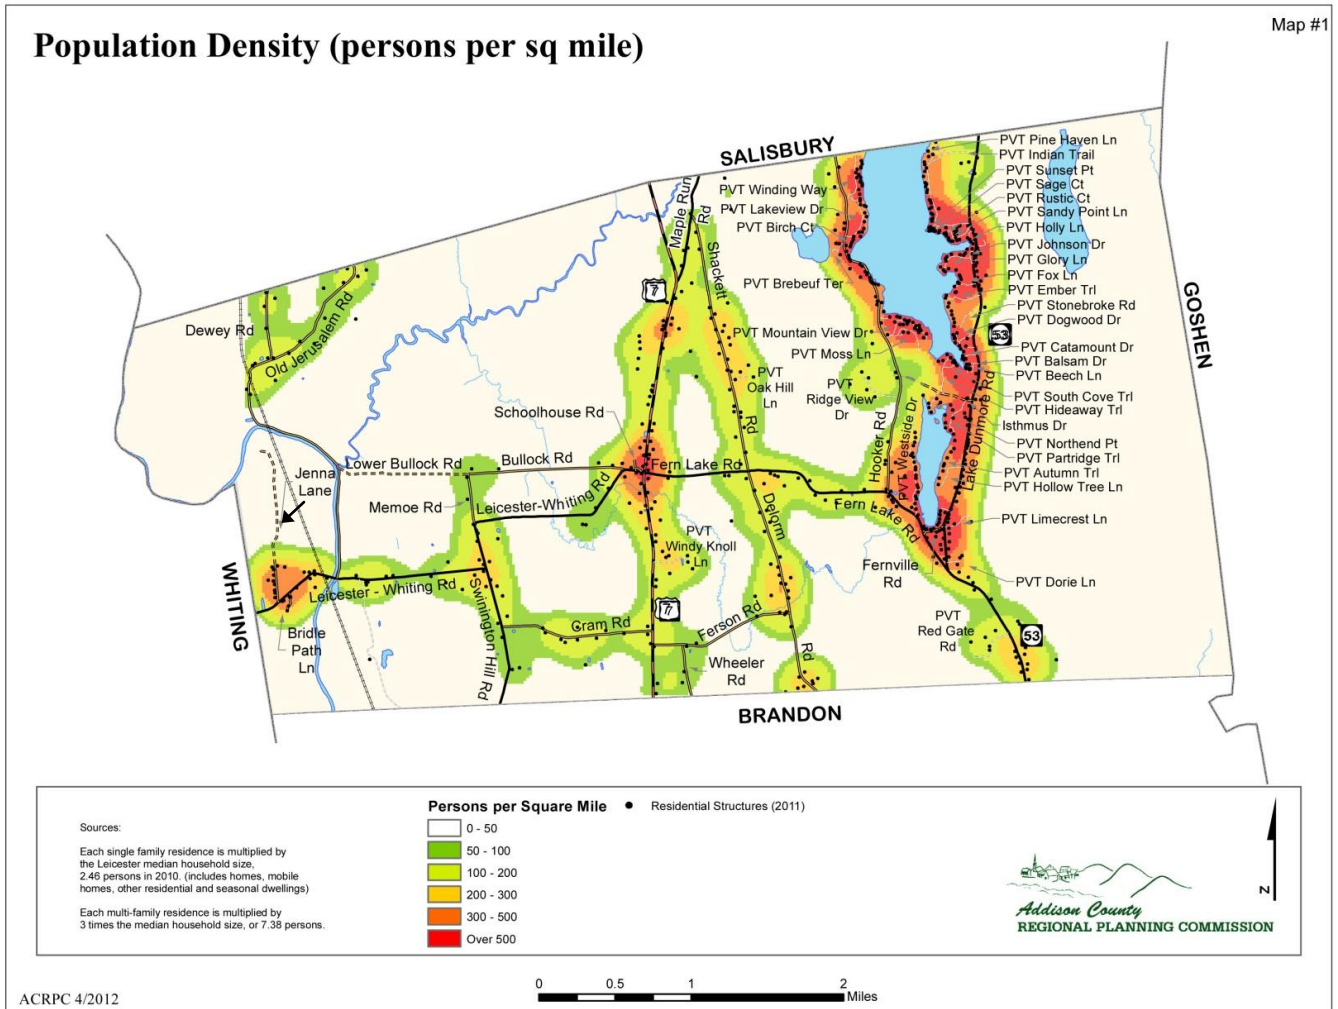 Map #1
Population Density (persons per sq mile)
SALISBURY
GOSHEN
WHITING
BRANDON
PVT Pine Haven Ln
PVT Indian Trail
PVT Sunset Pt
PVT Sage Ct
PVT Rustic Ct
PVT Sandy Point Ln
PVT Holly Ln
PVT Johnson Dr
PVT Glory Ln
PVT Fox Ln
PVT Ember Trl
PVT Stonebroke Rd
PVT Dogwood Dr
53
PVT Catamount Dr
PVT Balsam Dr
PVT Beech Ln
PVT South Cove Trl
PVT Hideaway Trl
Isthmus Dr
PVT Northend Pt
PVT Partridge Trl
PVT Autumn Trl
PVT Hollow Tree Ln
PVT Limecrest Ln
PVT Dorie Ln
Lake Dunmore Rd
PVT Winding Way
PVT Lakeview Dr
PVT Birch Ct
PVT Brebeuf Ter
PVT Mountain View Dr
PVT Moss Ln
PVT
Oak Hill
Ln
PVT
Ridge View
Dr
Hooker Rd
PVT Westside Dr
Maple Run
Rd
Shackett
Rd
7
Dewey Rd
Old Jerusalem Rd
Schoolhouse Rd
Jenna
Lane
Lower Bullock Rd
Bullock Rd
Fern Lake Rd
Memoe Rd
Leicester-Whiting Rd
Delorm
Rd
Fern Lake Rd
PVT
Windy Knoll
Ln
Fernville
Rd
Leicester - Whiting Rd
Swinington Hill Rd
Cram Rd
7
Ferson Rd
Wheeler
Rd
Bridle
Path
Ln
PVT
Red Gate
Rd
53
Sources:
Each single family residence is multiplied by
the Leicester median household size,
2.46 persons in 2010. (includes homes, mobile
homes, other residential and seasonal dwellings)
Each multi-family residence is multiplied by
3 times the median household size, or 7.38 persons.
Persons per Square Mile
Residential Structures (2011)
0 - 50
50 - 100
100 - 200
200 - 300
300 - 500
Over 500
Addison County
REGIONAL PLANNING COMMISSION
N
0 0.5 1 2
Miles
ACRPC 4/2012